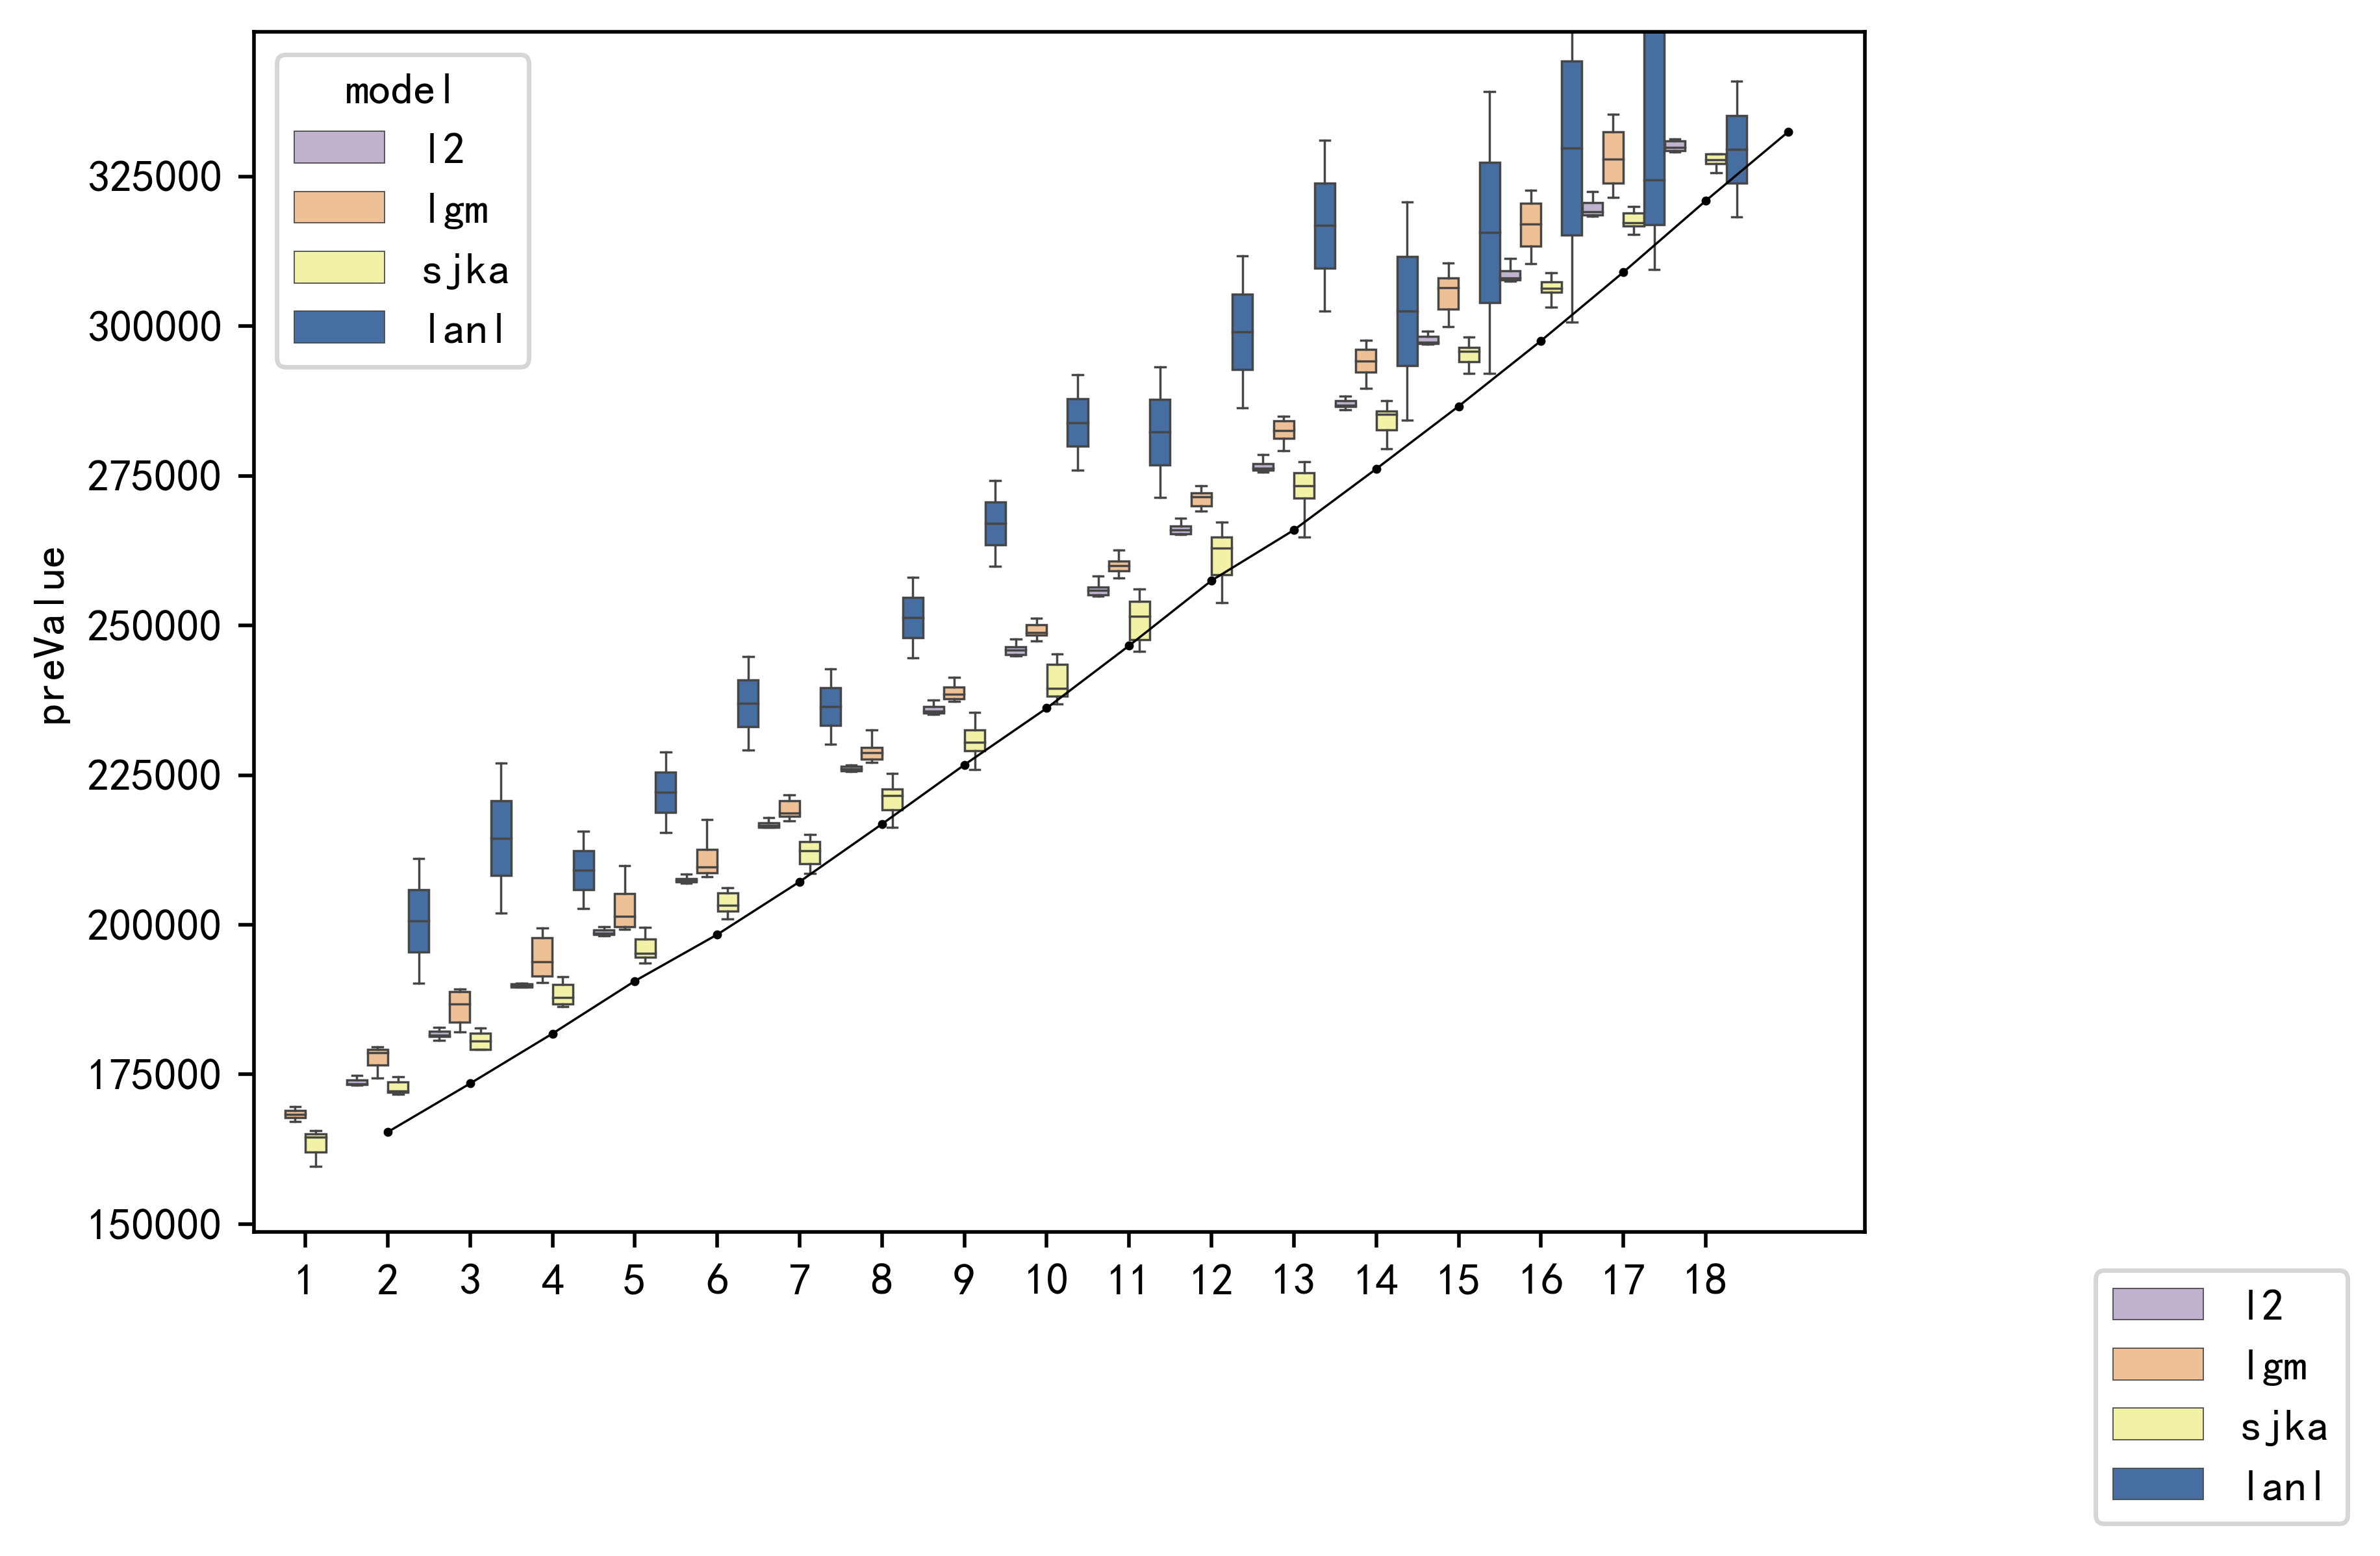 model
l2
lgm
sjka
lanl
325000
300000
275000
250000
225000
200000
175000
150000
preValue
1 2 3 4 5 6 7 8 9 10 11 12 13 14 15 16 17 18
l2
lgm
sjka
lanl